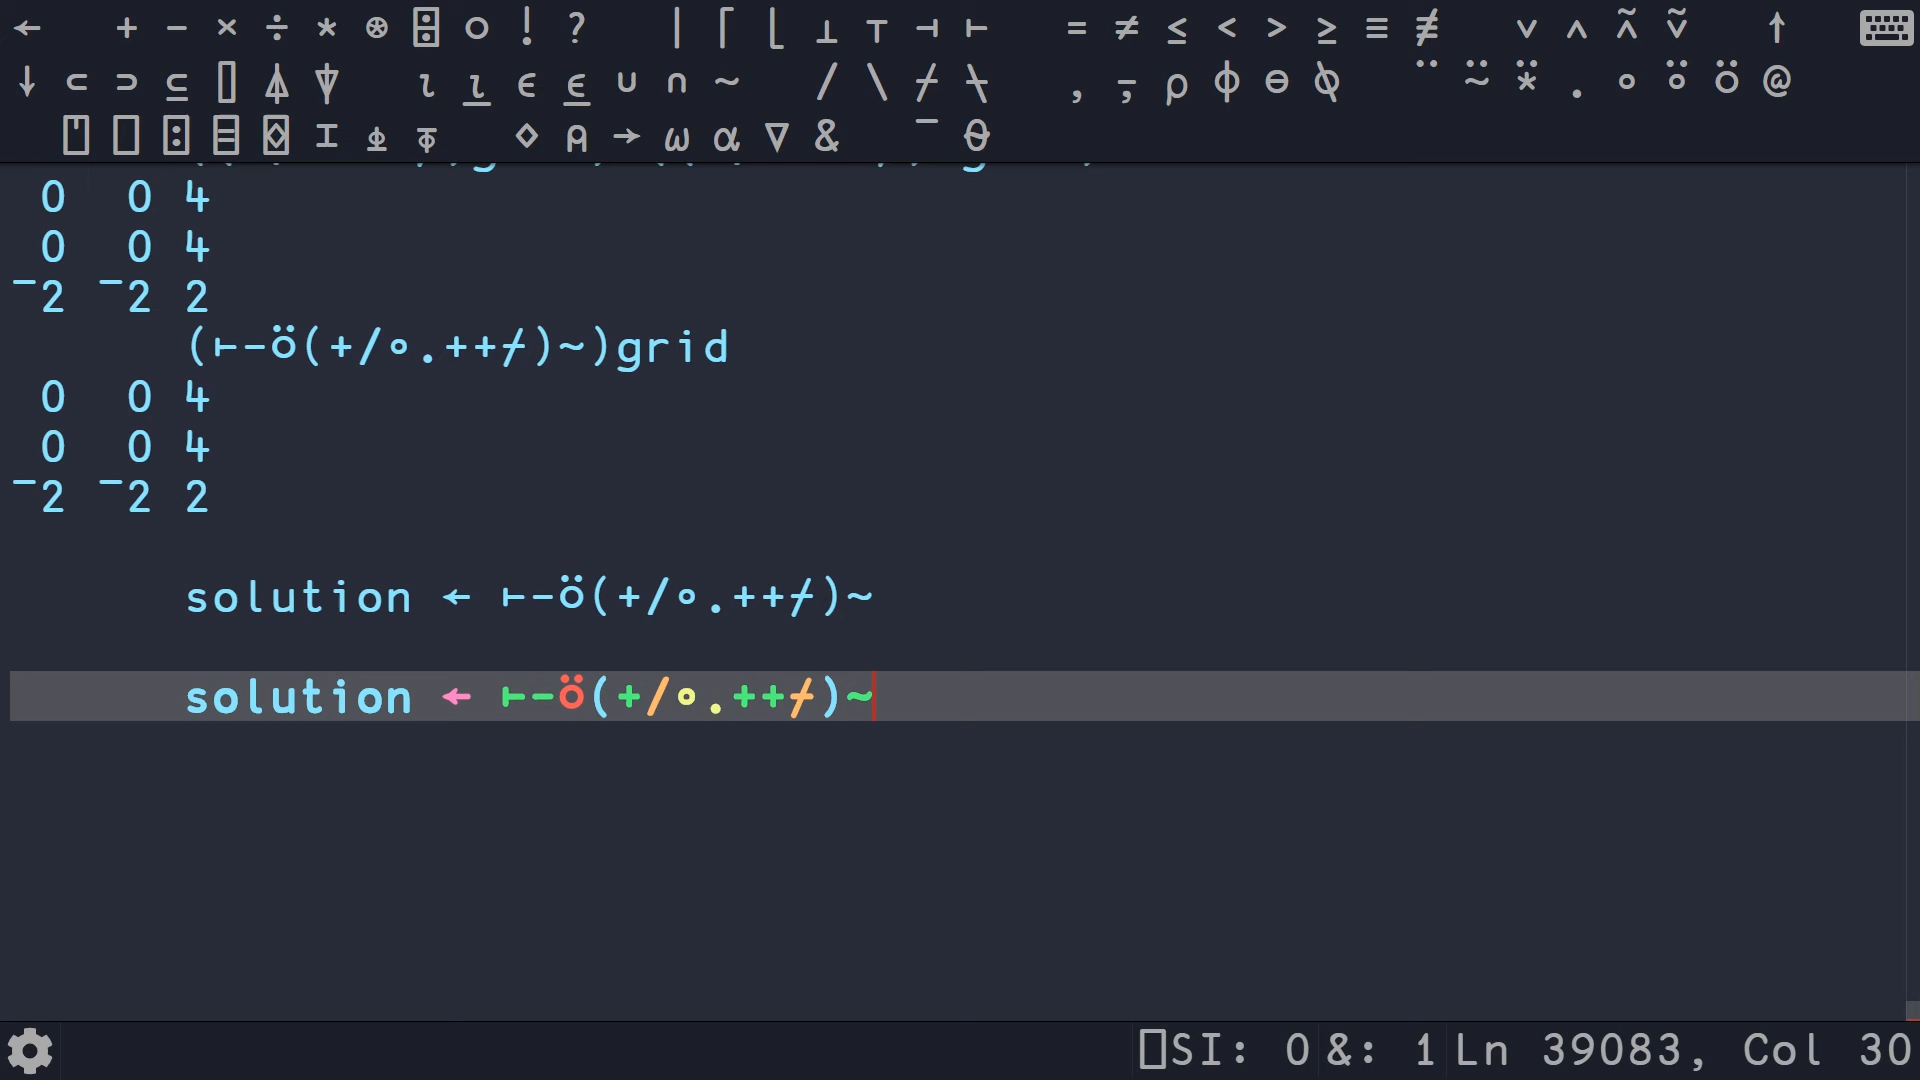 ← + - × ÷ * ⍟ ⌹ ○ ! ? | ⌈ ⌊ ⊥ ⊤ ⊣ ⊢ = ≠ ≤ < > ≥ ≡ ≢ ∨ ∧ ⍲ ⍱ ↑
↓ ⊂ ⊃ ⊆ ⌷ ⍋ ⍒ ⍳ ⍸ ∊ ⍷ ∪ ∩ ~ / \ ⌿ ⍀ , ⍪ ⍴ ⌽ ⊖ ⍉ ¨ ⍨ ⍣ . ∘ ⍤ ⍥ @
⍞ ⎕ ⍠ ⌸ ⌺ ⌶ ⍎ ⍕ ⋄ ⍝ → ⍵ ⍺ ∇ & ¯ ⍬
0 0 4
0 0 4
¯2 ¯2 2
(⊢-⍥(+/∘.++⌿)~)grid
0 0 4
0 0 4
¯2 ¯2 2
solution ← ⊢-⍥(+/∘.++⌿)~
solution ← ⊢-⍥(+/∘.++⌿)~
⎕SI: 0 &: 1 Ln 39083, Col 30